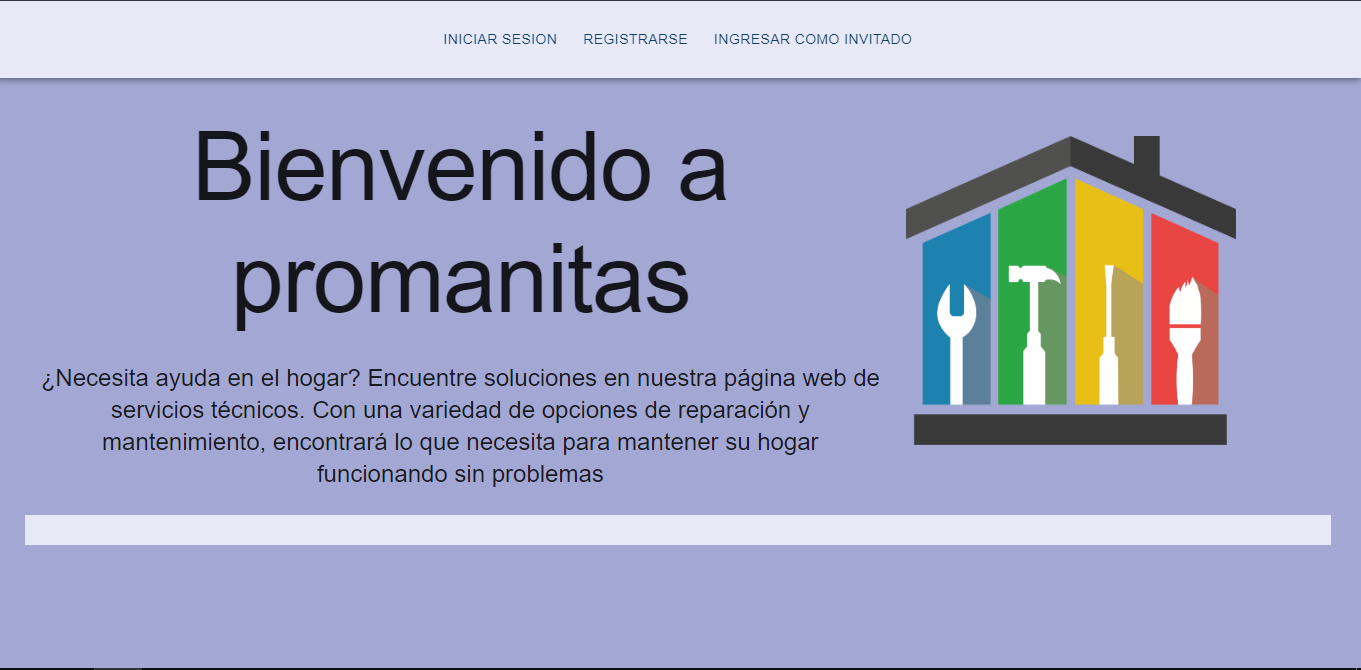 INICIAR SESION REGISTRARSE INGRESAR COMO INVITADO
Bienvenido a
promanitas
¿Necesita ayuda en el hogar? Encuentre soluciones en nuestra página web de
servicios técnicos. Con una variedad de opciones de reparación y
mantenimiento, encontrará lo que necesita para mantener su hogar
funcionando sin problemas